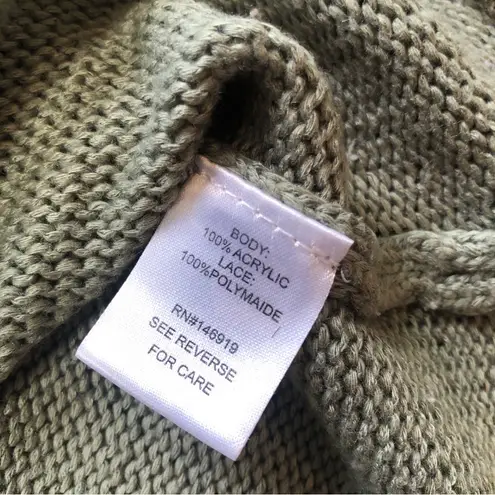 BODY:
100% ACRYLIC
LACE:
100%POLYMAIDE
RN#146919
SEE REVERSE
FOR CARE